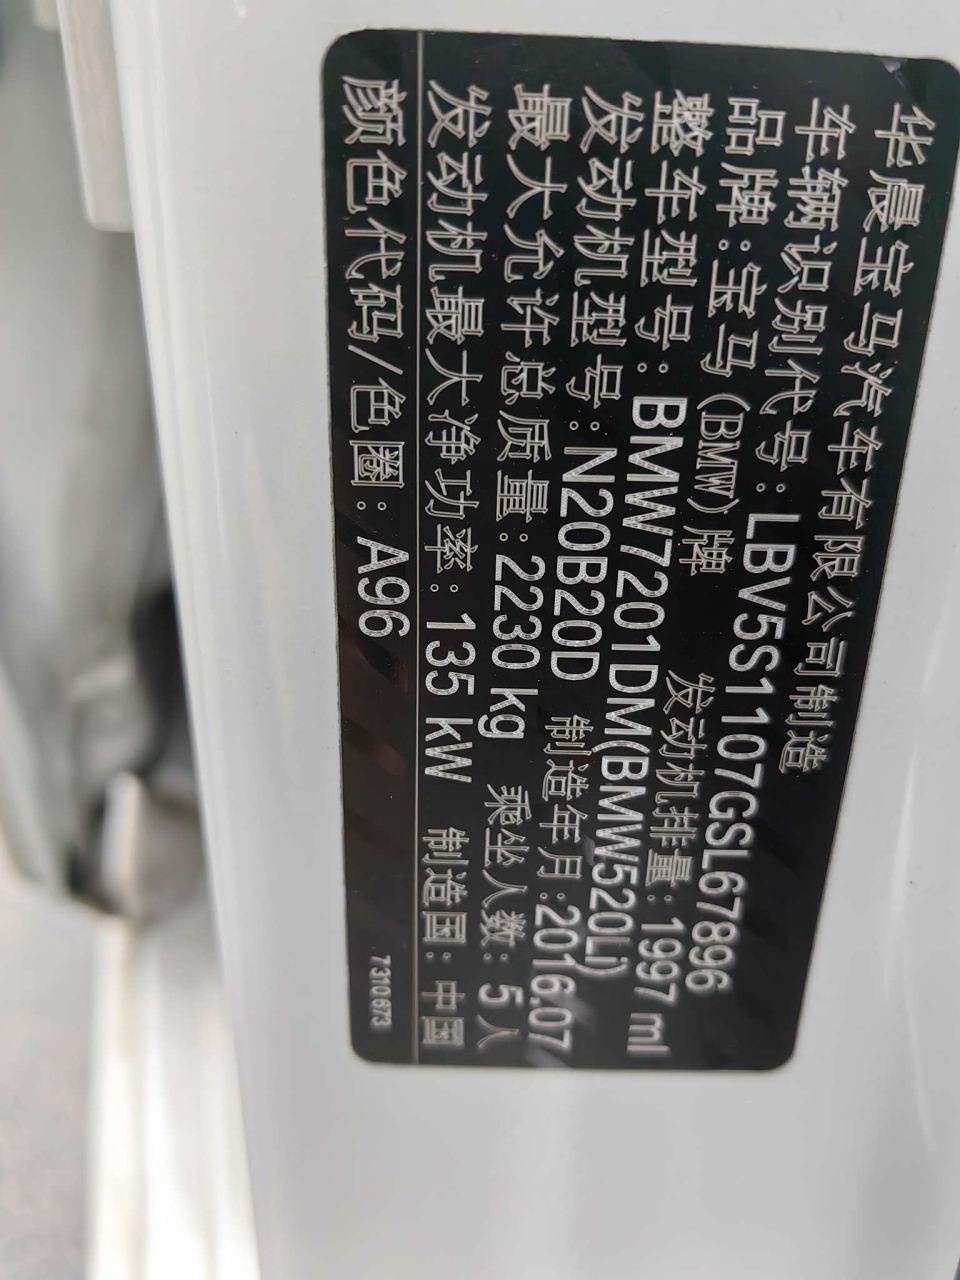 华晨宝马汽车有限公司制造
车辆识别代号：LBV5S1107GSL67896
品牌：宝马（BMW）牌 发动机排量：1997 ml
整车型号：BMW7201DM(BMW520Li)
发动机型号：N20B20D 制造年月：2016.07
最大允许总质量：2230 kg 乘坐人数：5人
发动机最大净功率：135 kW 制造国：中国
颜色代码/色圈：A96
7310673